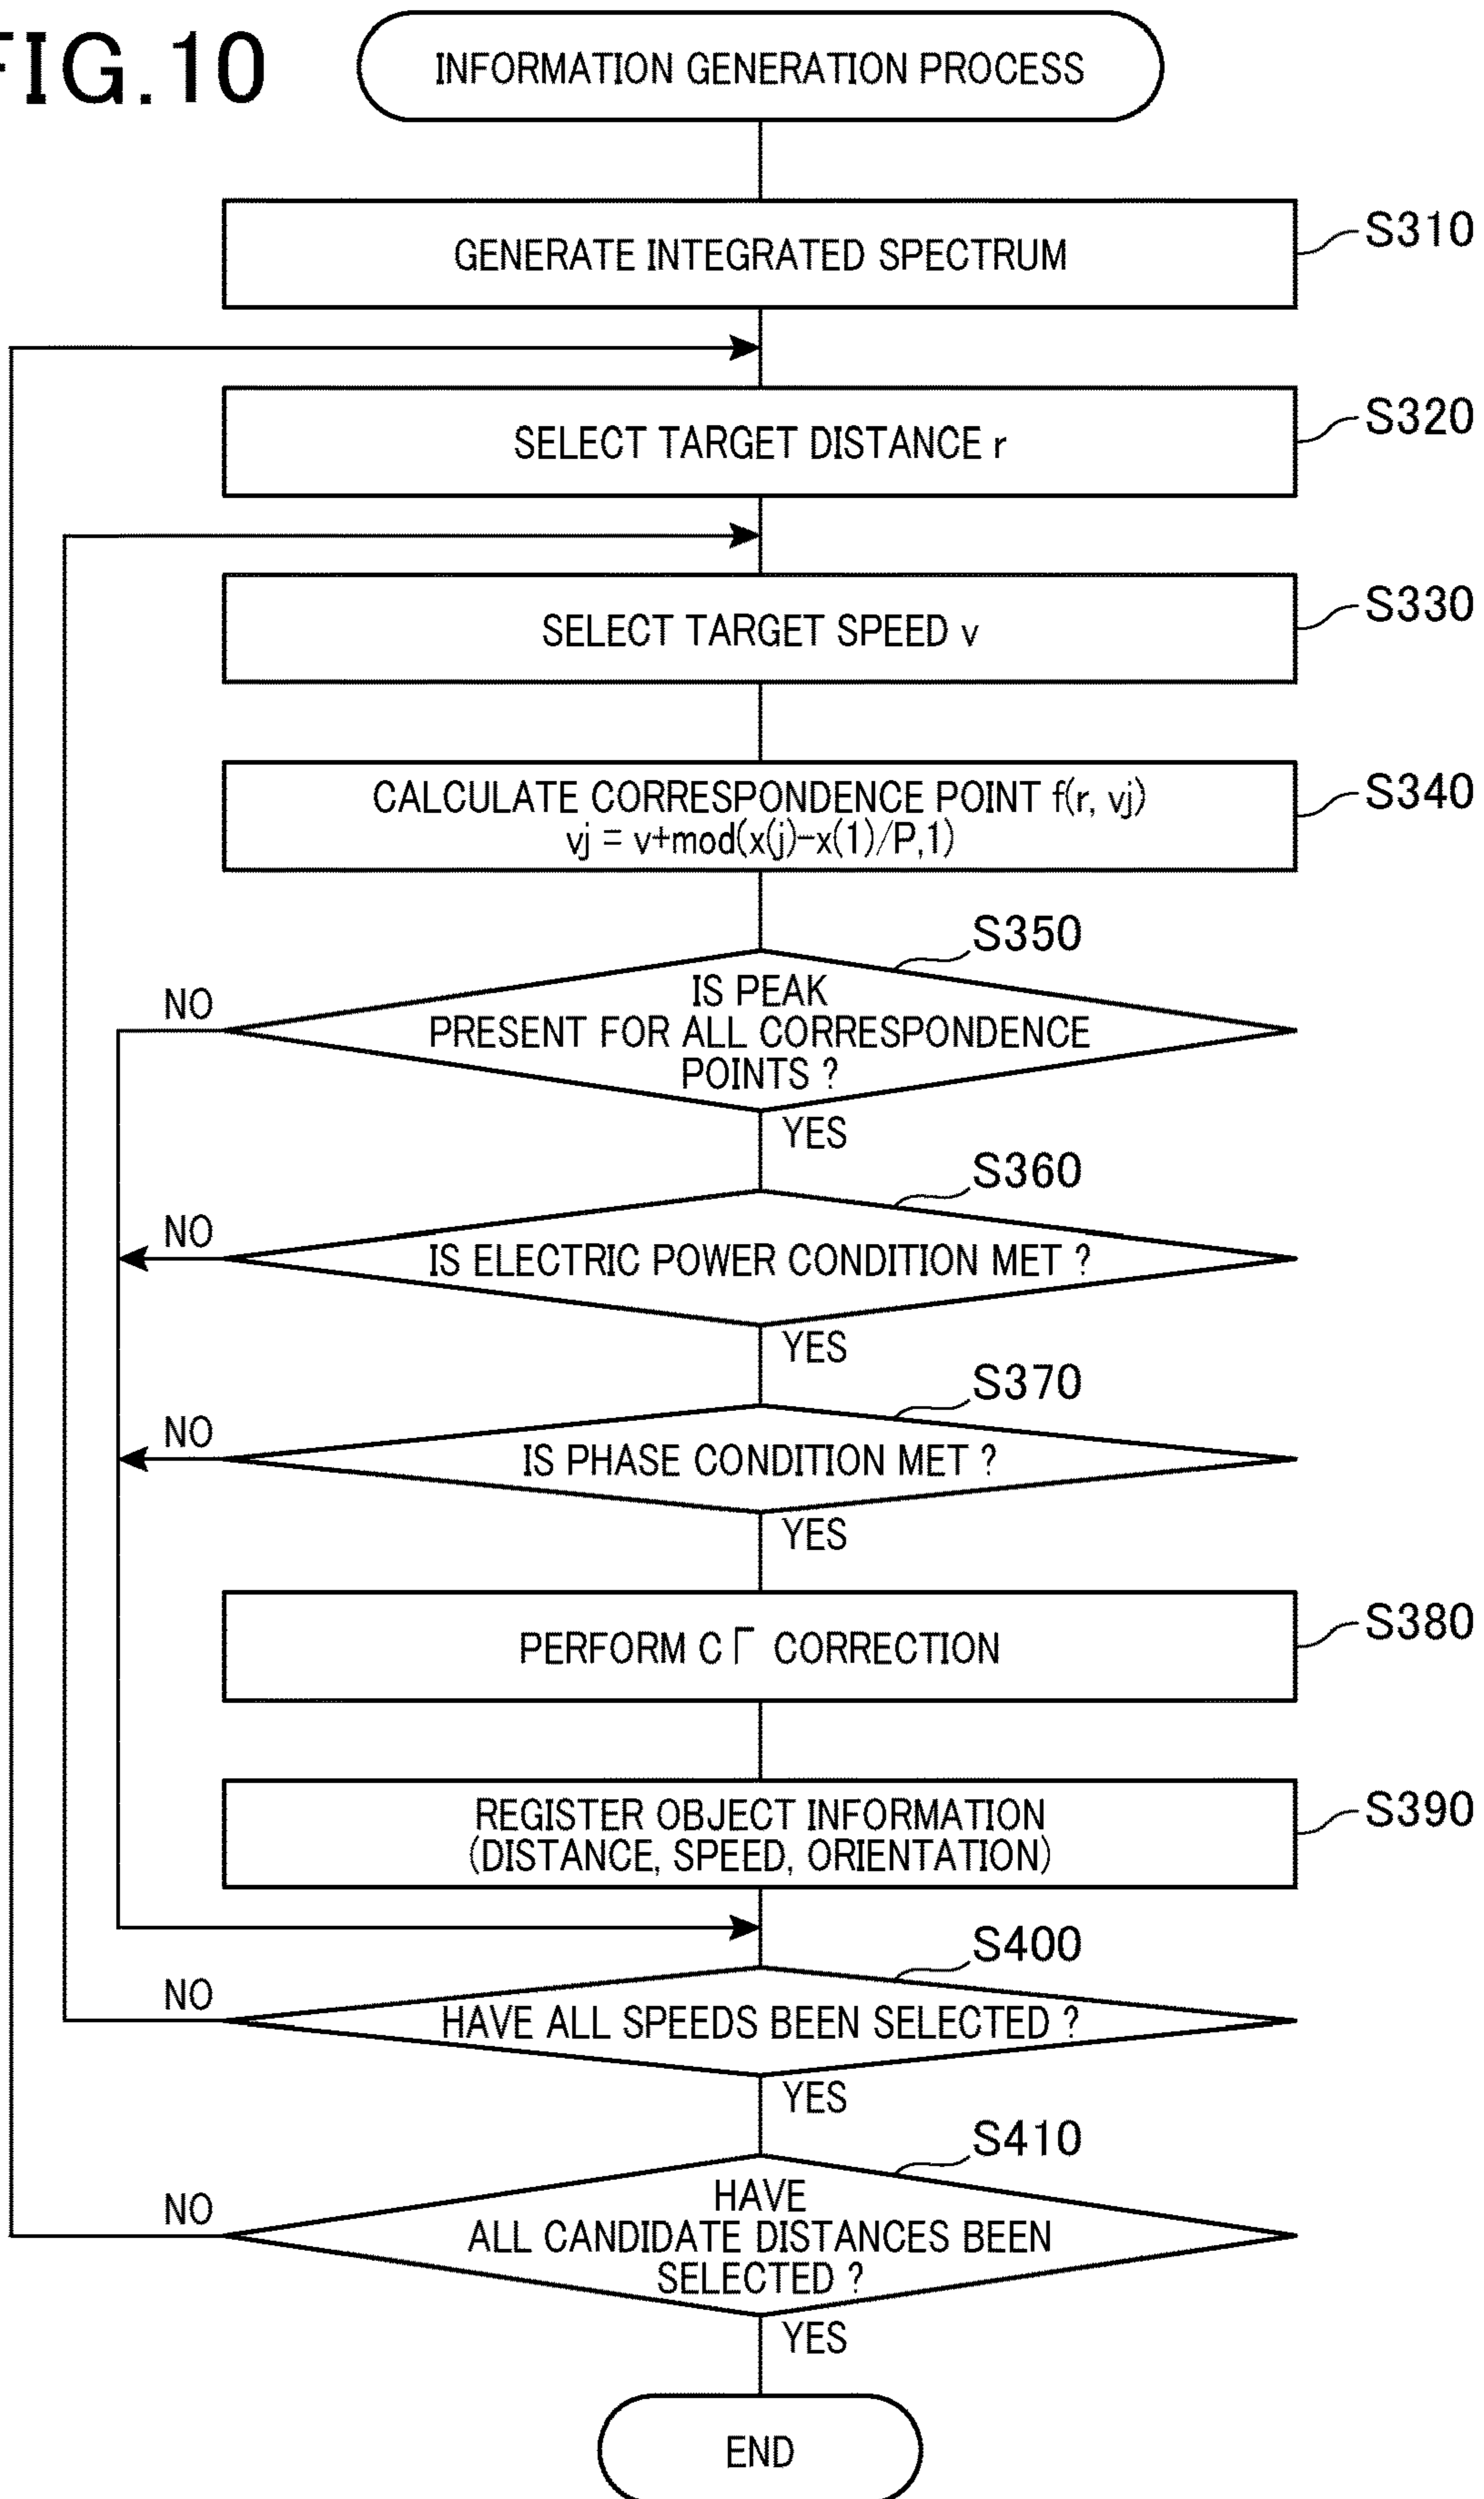 FIG.10
INFORMATION GENERATION PROCESS
GENERATE INTEGRATED SPECTRUM
S310
SELECT TARGET DISTANCE r
S320
SELECT TARGET SPEED v
S330
CALCULATE CORRESPONDENCE POINT f(r, vj)
vj = v+mod(x(j)-x(1)/P,1)
S340
S350
IS PEAK
PRESENT FOR ALL CORRESPONDENCE
POINTS ?
NO
YES
S360
IS ELECTRIC POWER CONDITION MET ?
NO
YES
S370
IS PHASE CONDITION MET ?
NO
YES
PERFORM C Γ CORRECTION
S380
REGISTER OBJECT INFORMATION
(DISTANCE, SPEED, ORIENTATION)
S390
S400
HAVE ALL SPEEDS BEEN SELECTED ?
NO
YES
S410
HAVE
ALL CANDIDATE DISTANCES BEEN
SELECTED ?
NO
YES
END